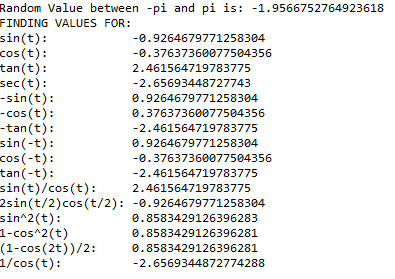 Random Value between -pi and pi is: -1.9566752764923618
FINDING VALUES FOR:
sin(t): -0.9264679771258304
cos(t): -0.37637360077504356
tan(t): 2.461564719783775
sec(t): -2.65693448727743
-sin(t): 0.9264679771258304
-cos(t): 0.37637360077504356
-tan(t): -2.461564719783775
sin(-t): 0.9264679771258304
cos(-t): -0.37637360077504356
tan(-t): -2.461564719783775
sin(t)/cos(t): 2.461564719783775
2sin(t/2)cos(t/2): -0.9264679771258304
sin^2(t): 0.8583429126396283
1-cos^2(t) 0.8583429126396281
(1-cos(2t))/2: 0.8583429126396281
1/cos(t): -2.6569344872774288